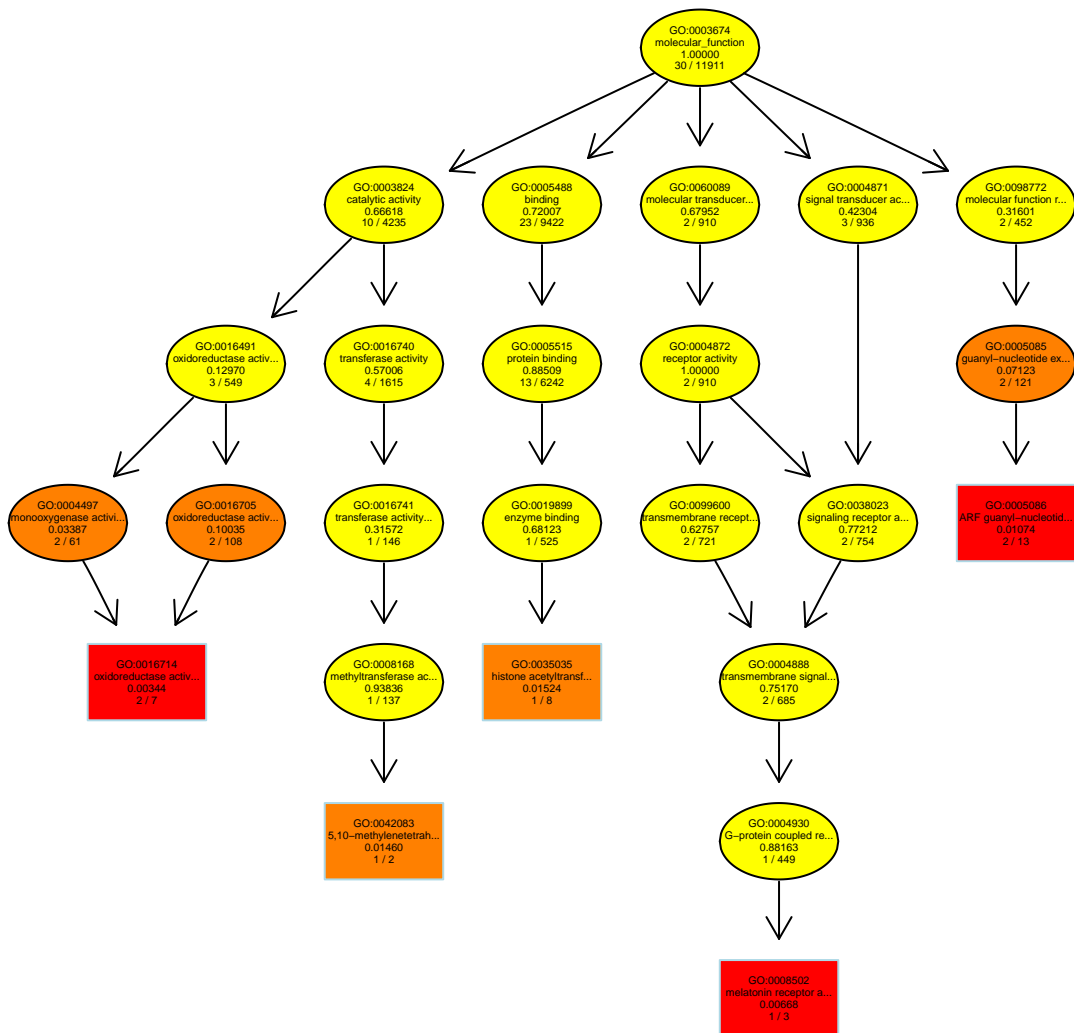 GO:0003674
molecular_function
1.00000
30 / 11911
GO:0003824
catalytic activity
0.66618
10 / 4235
GO:0005488
binding
0.72007
23 / 9422
GO:0060089
molecular transducer...
0.67952
2 / 910
GO:0004871
signal transducer ac...
0.42304
3 / 936
GO:0098772
molecular function r...
0.31601
2 / 452
GO:0016491
oxidoreductase activ...
0.12970
3 / 549
GO:0016740
transferase activity
0.57006
4 / 1615
GO:0005515
protein binding
0.88509
13 / 6242
GO:0004872
receptor activity
1.00000
2 / 910
GO:0005085
guanyl−nucleotide ex...
0.07123
2 / 121
GO:0004497
monooxygenase activi...
0.03387
2 / 61
GO:0016705
oxidoreductase activ...
0.10035
2 / 108
GO:0016741
transferase activity...
0.31572
1 / 146
GO:0019899
enzyme binding
0.68123
1 / 525
GO:0099600
transmembrane recept...
0.62757
2 / 721
GO:0038023
signaling receptor a...
0.77212
2 / 754
GO:0005086
ARF guanyl−nucleotid...
0.01074
2 / 13
GO:0016714
oxidoreductase activ...
0.00344
2 / 7
GO:0008168
methyltransferase ac...
0.93836
1 / 137
GO:0035035
histone acetyltransf...
0.01524
1 / 8
GO:0004888
transmembrane signal...
0.75170
2 / 685
GO:0042083
5,10−methylenetetrah...
0.01460
1 / 2
GO:0004930
G−protein coupled re...
0.88163
1 / 449
GO:0008502
melatonin receptor a...
0.00668
1 / 3